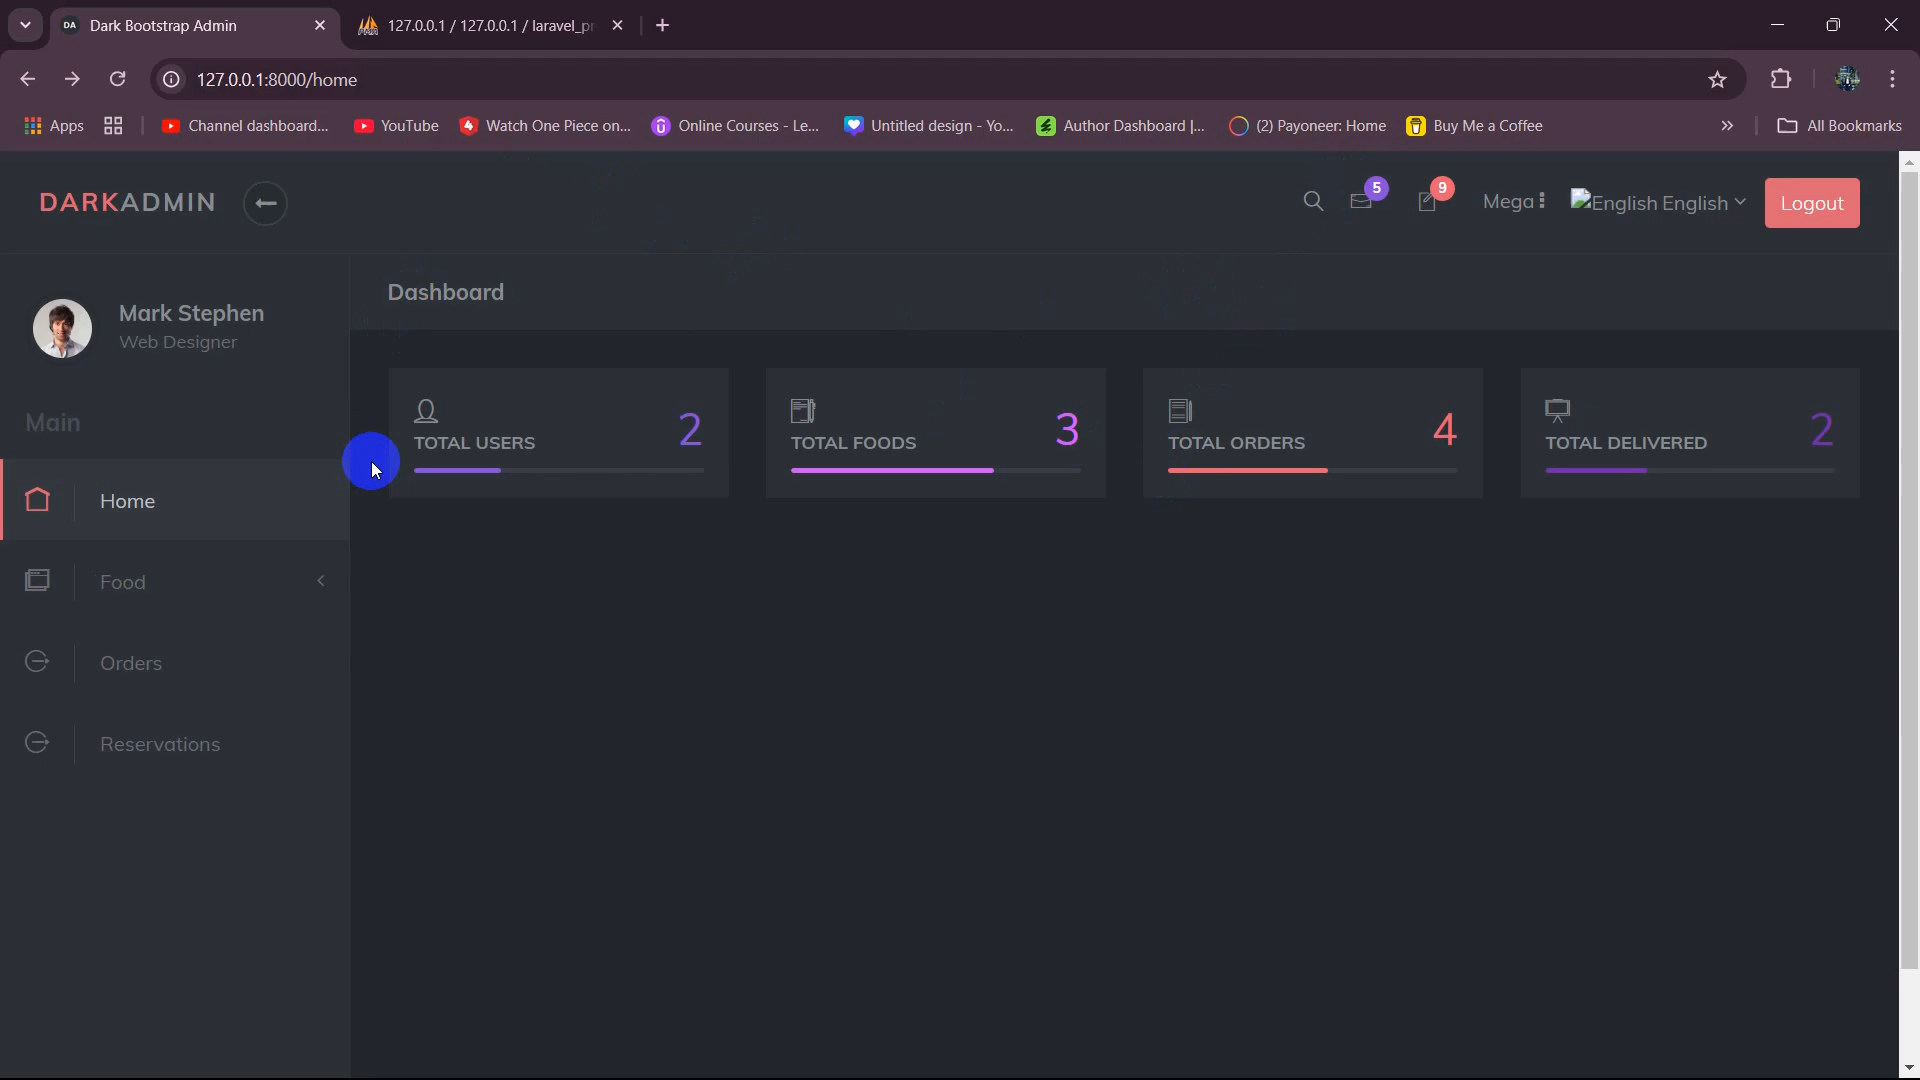 DA Dark Bootstrap Admin
PMA 127.0.0.1 / 127.0.0.1 / laravel_pr
127.0.0.1:8000/home
Apps
Channel dashboard...
YouTube
Watch One Piece on...
Online Courses - Le...
Untitled design - Yo...
Author Dashboard |...
(2) Payoneer: Home
Buy Me a Coffee
All Bookmarks
DARKADMIN
5
9
Mega
English English
Logout
Mark Stephen
Web Designer
Main
Home
Food
Orders
Reservations
Dashboard
TOTAL USERS
2
TOTAL FOODS
3
TOTAL ORDERS
4
TOTAL DELIVERED
2